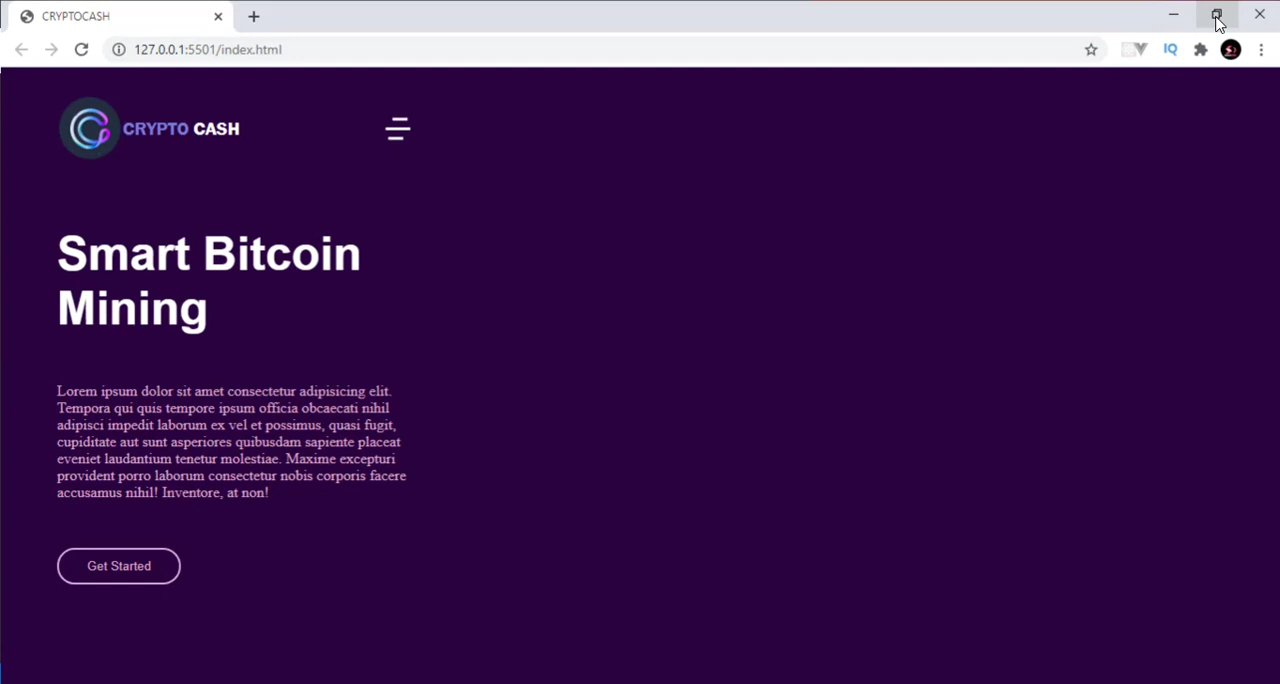 CRYPTOCASH
127.0.0.1:5501/index.html
IQ
CRYPTO CASH
Smart Bitcoin
Mining
Lorem ipsum dolor sit amet consectetur adipisicing elit.
Tempora qui quis tempore ipsum officia obcaecati nihil
adipisci impedit laborum ex vel et possimus, quasi fugit,
cupiditate aut sunt asperiores quibusdam sapiente placeat
eveniet laudantium tenetur molestiae. Maxime excepturi
provident porro laborum consectetur nobis corporis facere
accusamus nihil! Inventore, at non!
Get Started